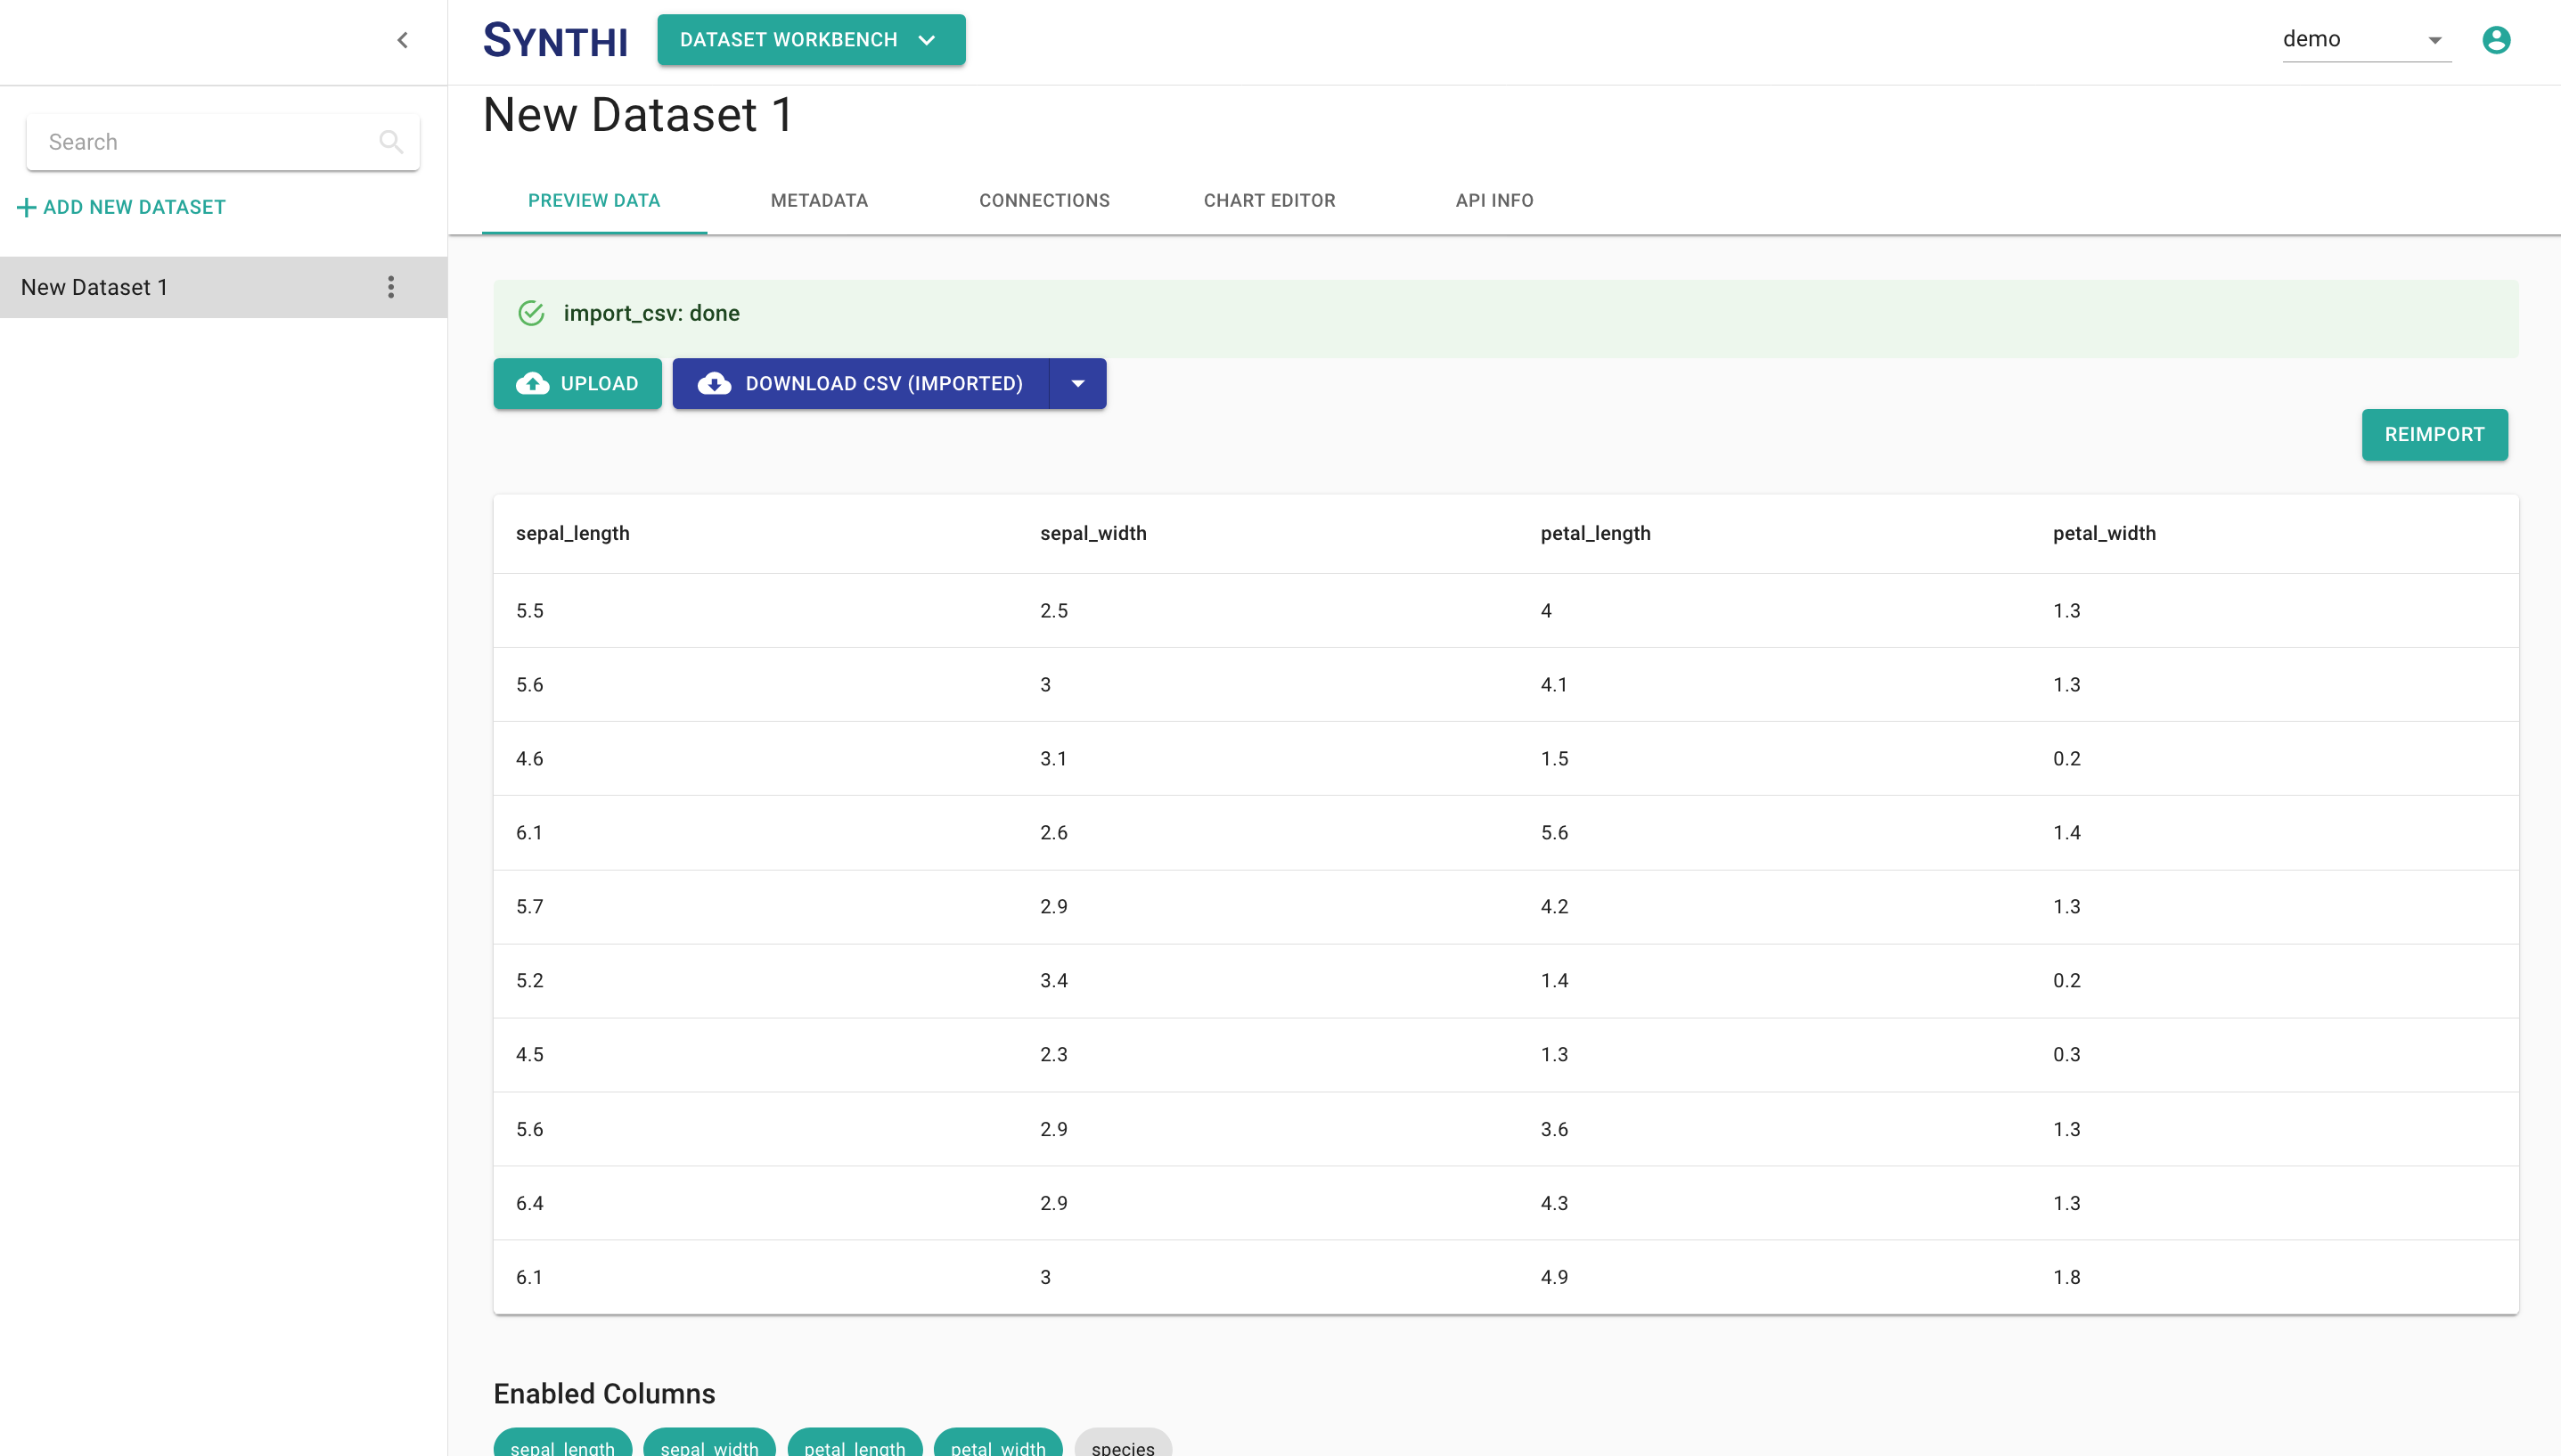 SYNTHI
DATASET WORKBENCH
demo
New Dataset 1
Search
ADD NEW DATASET
New Dataset 1
PREVIEW DATA METADATA CONNECTIONS CHART EDITOR API INFO
import_csv: done
UPLOAD DOWNLOAD CSV (IMPORTED)
REIMPORT
sepal_length sepal_width petal_length petal_width
5.5 2.5 4 1.3
5.6 3 4.1 1.3
4.6 3.1 1.5 0.2
6.1 2.6 5.6 1.4
5.7 2.9 4.2 1.3
5.2 3.4 1.4 0.2
4.5 2.3 1.3 0.3
5.6 2.9 3.6 1.3
6.4 2.9 4.3 1.3
6.1 3 4.9 1.8
Enabled Columns
sepal_length sepal_width petal_length petal_width species